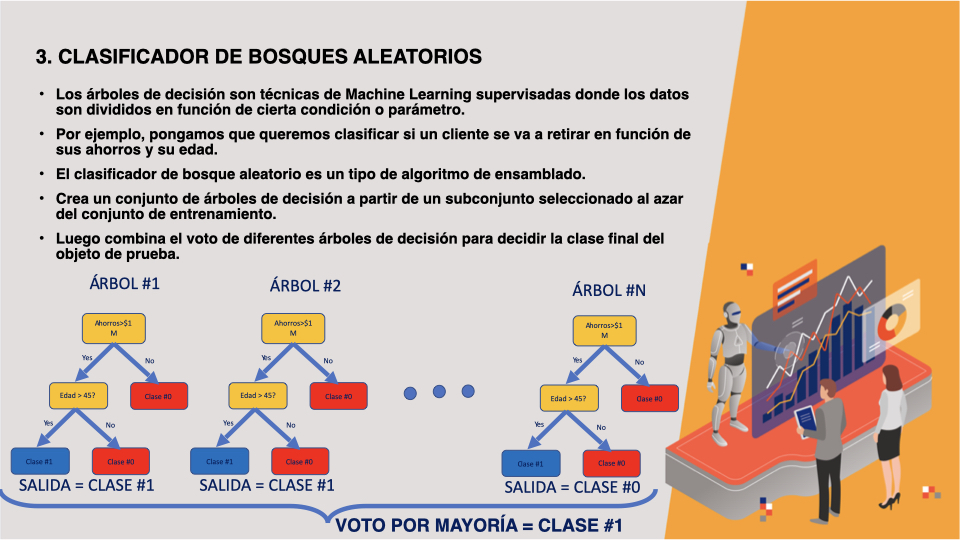 3. CLASIFICADOR DE BOSQUES ALEATORIOS
• Los árboles de decisión son técnicas de Machine Learning supervisadas donde los datos
son divididos en función de cierta condición o parámetro.
• Por ejemplo, pongamos que queremos clasificar si un cliente se va a retirar en función de
sus ahorros y su edad.
• El clasificador de bosque aleatorio es un tipo de algoritmo de ensamblado.
• Crea un conjunto de árboles de decisión a partir de un subconjunto seleccionado al azar
del conjunto de entrenamiento.
• Luego combina el voto de diferentes árboles de decisión para decidir la clase final del
objeto de prueba.
ÁRBOL #1
Ahorros>$1
M
Yes
No
Edad > 45?
Clase #0
Yes
No
Clase #1
Clase #0
SALIDA = CLASE #1
ÁRBOL #2
Ahorros>$1
M
Yes
No
Edad > 45?
Clase #0
Yes
No
Clase #1
Clase #0
SALIDA = CLASE #1
ÁRBOL #N
Ahorros>$1
M
Yes
No
Edad > 45?
Clase #0
Yes
No
Clase #1
Clase #0
SALIDA = CLASE #0
VOTO POR MAYORÍA = CLASE #1